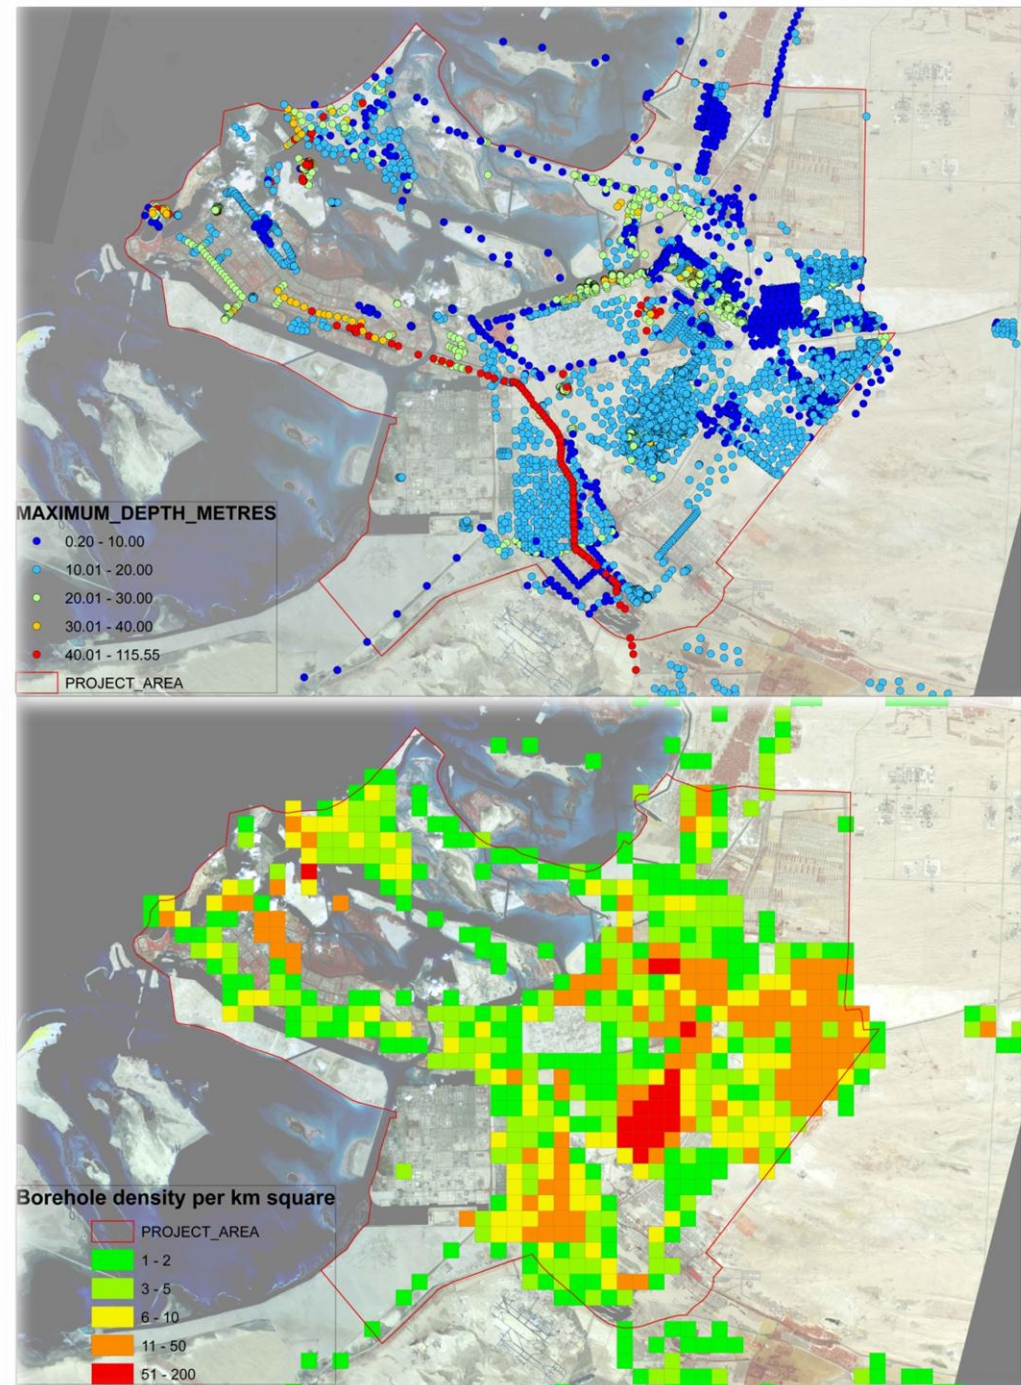 MAXIMUM_DEPTH_METRES
0.20 - 10.00
10.01 - 20.00
20.01 - 30.00
30.01 - 40.00
40.01 - 115.55
PROJECT_AREA
Borehole density per km square
PROJECT_AREA
1 - 2
3 - 5
6 - 10
11 - 50
51 - 200